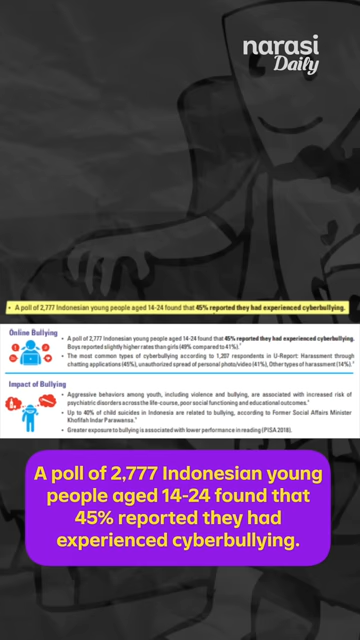 narasi
Daily
• A poll of 2,777 Indonesian young people aged 14-24 found that 45% reported they had experienced cyberbullying.
Online Bullying
• A poll of 2,777 Indonesian young people aged 14-24 found that 45% reported they had experienced cyberbullying.
Boys reported slightly higher rates than girls (49% compared to 41%).
• The most common types of cyberbullying according to 1,207 respondents in U-Report: Harassment through
chatting applications (45%), unauthorized spread of personal photo/video (41%), Other types of harassment (14%).
Impact of Bullying
• Aggressive behaviors among youth, including violence and bullying, are associated with increased risk of
psychiatric disorders across the life-course, poor social functioning and educational outcomes.
• Up to 40% of child suicides in Indonesia are related to bullying, according to Former Social Affairs Minister
Khofifah Indar Parawansa.
• Greater exposure to bullying is associated with lower performance in reading (PISA 2018).
A poll of 2,777 Indonesian young
people aged 14-24 found that
45% reported they had
experienced cyberbullying.